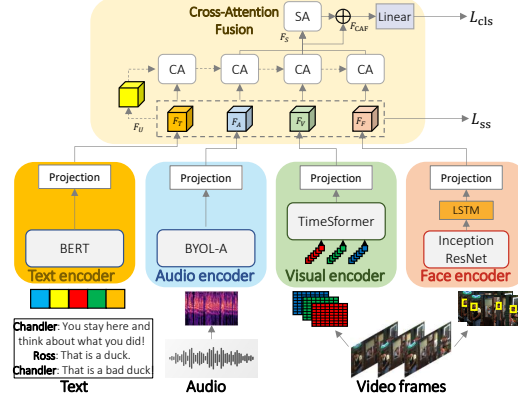 Cross-Attention
Fusion
SA
Linear
L_cls
F_S
F_CAF
CA
CA
CA
CA
F_U
F_T
F_A
F_V
F_F
L_ss
Projection
Projection
Projection
Projection
BERT
BYOL-A
TimeSformer
LSTM
Inception
ResNet
Text encoder
Audio encoder
Visual encoder
Face encoder
Chandler: You stay here and
think about what you did!
Ross: That is a duck.
Chandler: That is a bad duck!
Text
Audio
Video frames